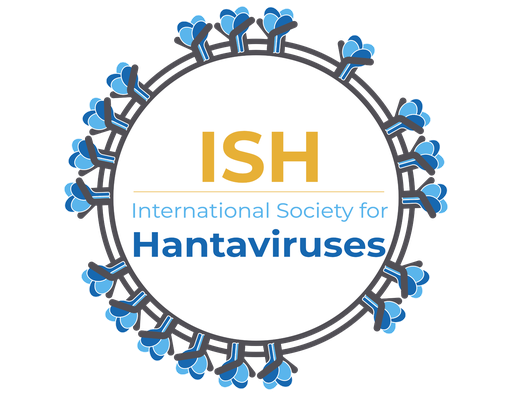 ISH
International Society for
Hantaviruses